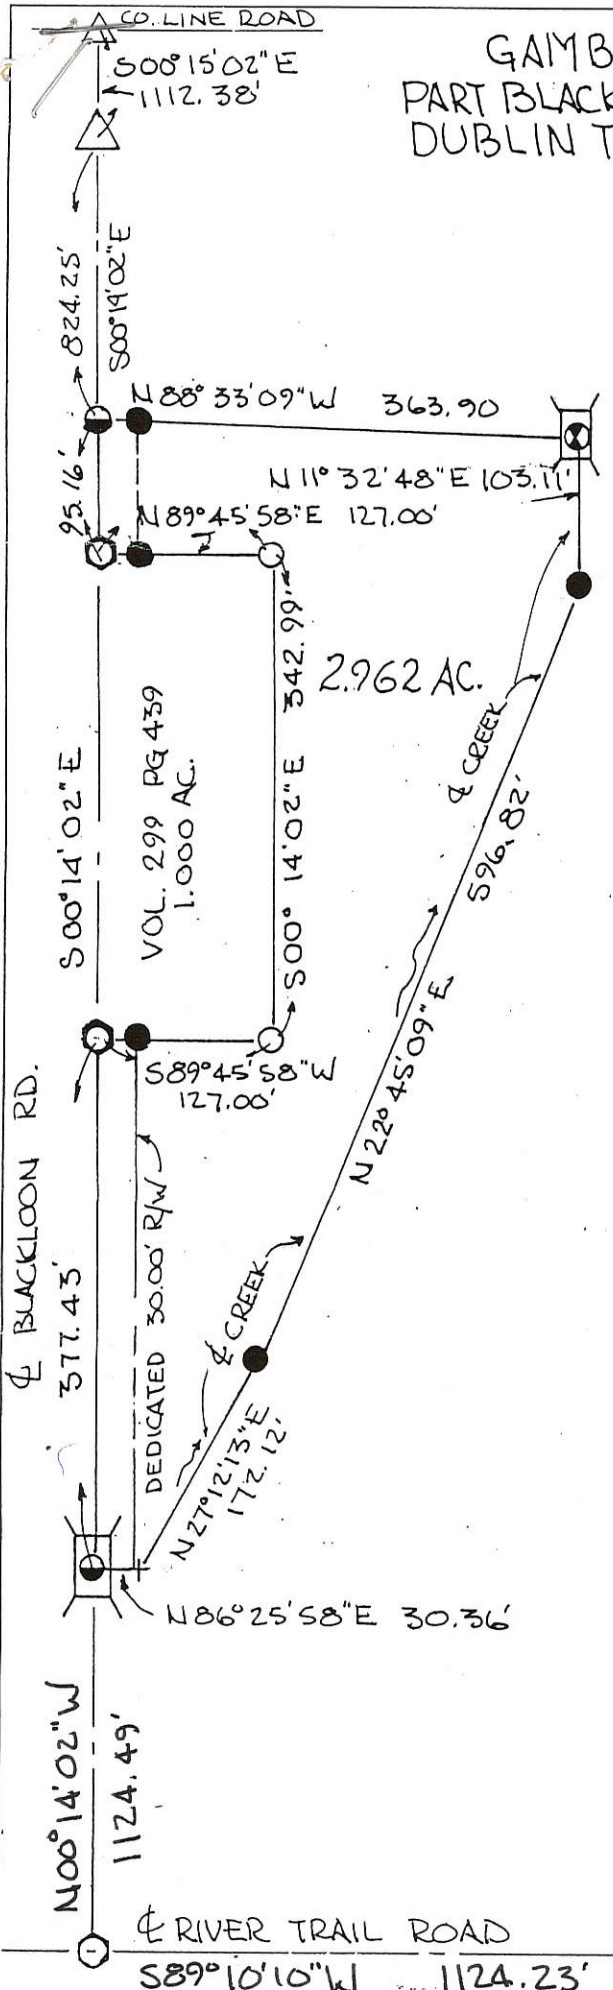 CO. LINE ROAD
S00°15'02"E
1112.38'
GAMB
PART BLACK
DUBLIN T
824.25'
S00°14'02"E
N88°33'09"W 363.90
N11°32'48"E 103.11'
95.16'
N89°45'58"E 127.00'
342.99'
S00° 14'02"E
2.962 AC.
℄ CREEK
596.82'
N22°45'09"E
S00°14'02"E
VOL. 299 PG 439
1.000 AC.
S89°45'58"W
127.00'
℄ BLACKLOON RD.
377.43'
DEDICATED 30.00' R/W
℄ CREEK
N27°12'13"E
172.12'
N86°25'58"E 30.36'
N00°14'02"W
1124.49'
℄ RIVER TRAIL ROAD
S89°10'10"W 1124.23'